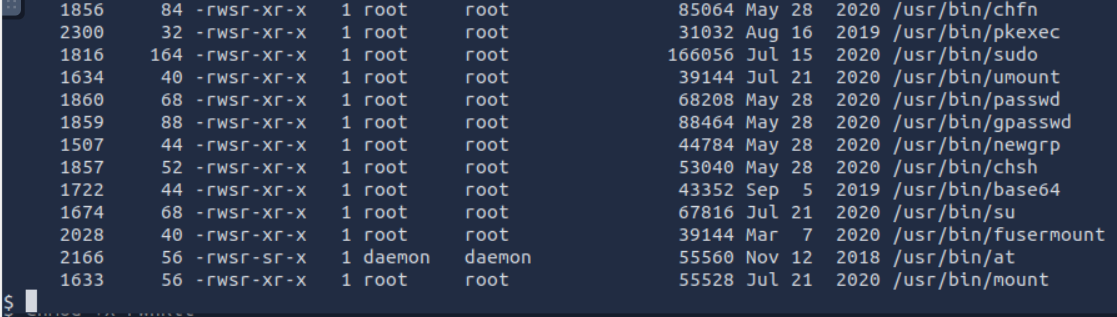 1856 84 -rwsr-xr-x 1 root root 85064 May 28 2020 /usr/bin/chfn
2300 32 -rwsr-xr-x 1 root root 31032 Aug 16 2019 /usr/bin/pkexec
1816 164 -rwsr-xr-x 1 root root 166056 Jul 15 2020 /usr/bin/sudo
1634 40 -rwsr-xr-x 1 root root 39144 Jul 21 2020 /usr/bin/umount
1860 68 -rwsr-xr-x 1 root root 68208 May 28 2020 /usr/bin/passwd
1859 88 -rwsr-xr-x 1 root root 88464 May 28 2020 /usr/bin/gpasswd
1507 44 -rwsr-xr-x 1 root root 44784 May 28 2020 /usr/bin/newgrp
1857 52 -rwsr-xr-x 1 root root 53040 May 28 2020 /usr/bin/chsh
1722 44 -rwsr-xr-x 1 root root 43352 Sep 5 2019 /usr/bin/base64
1674 68 -rwsr-xr-x 1 root root 67816 Jul 21 2020 /usr/bin/su
2028 40 -rwsr-xr-x 1 root root 39144 Mar 7 2020 /usr/bin/fusermount
2166 56 -rwsr-sr-x 1 daemon daemon 55560 Nov 12 2018 /usr/bin/at
1633 56 -rwsr-xr-x 1 root root 55528 Jul 21 2020 /usr/bin/mount
$